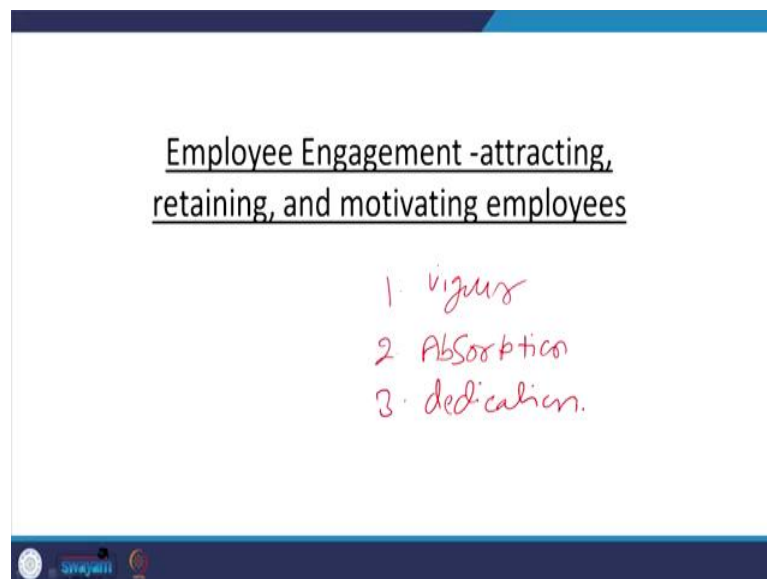 Employee Engagement -attracting,
retaining, and motivating employees
1. vigour
2 Absorption
3. dedication.
swayam